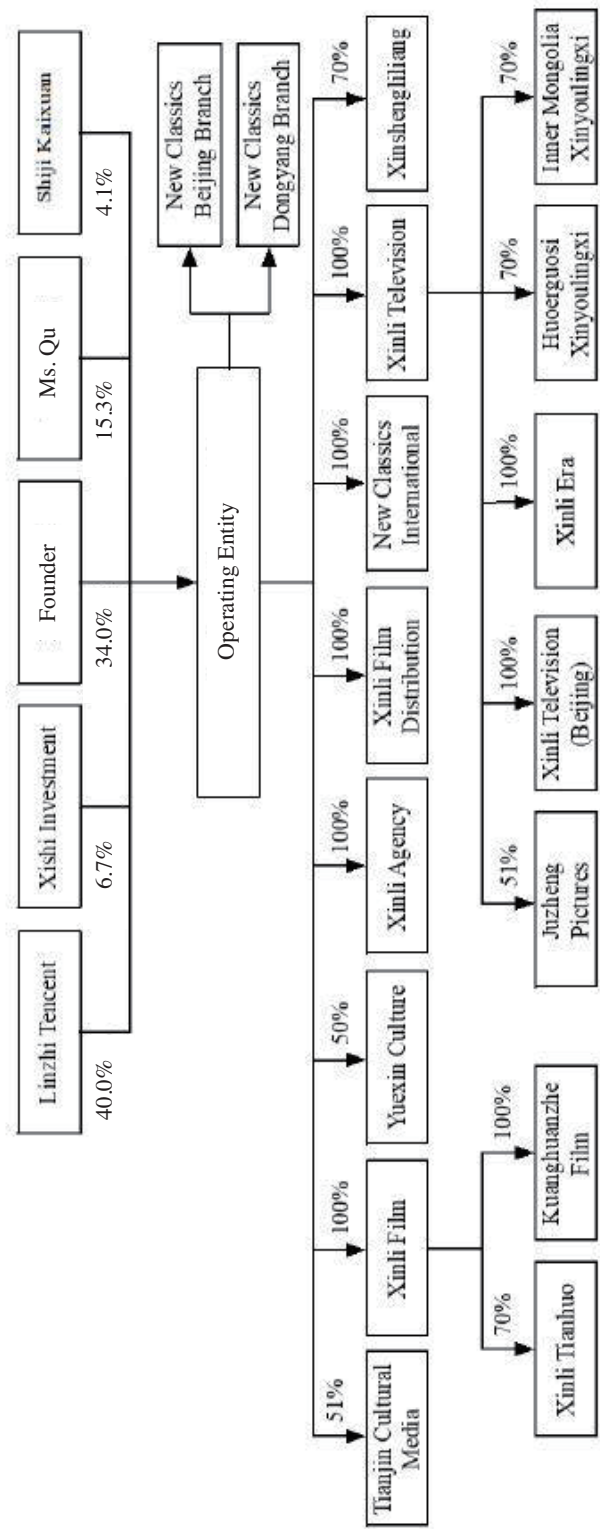 Linzhi Tencent
Xishi Investment
Founder
Ms. Qu
Shiji Kaixuan
40.0%
6.7%
34.0%
15.3%
4.1%
Operating Entity
New Classics
Beijing Branch
New Classics
Dongyang Branch
51%
100%
50%
100%
100%
100%
100%
70%
Tianjin Cultural
Media
Xinli Film
Yuexin Culture
Xinli Agency
Xinli Film
Distribution
New Classics
International
Xinli Television
Xinshengliliang
70%
100%
51%
100%
100%
70%
70%
Xinli Tianhuo
Kuanghuanzhe
Film
Juzheng
Pictures
Xinli Television
(Beijing)
Xinli Era
Huoerguosi
Xinyoulingxi
Inner Mongolia
Xinyoulingxi